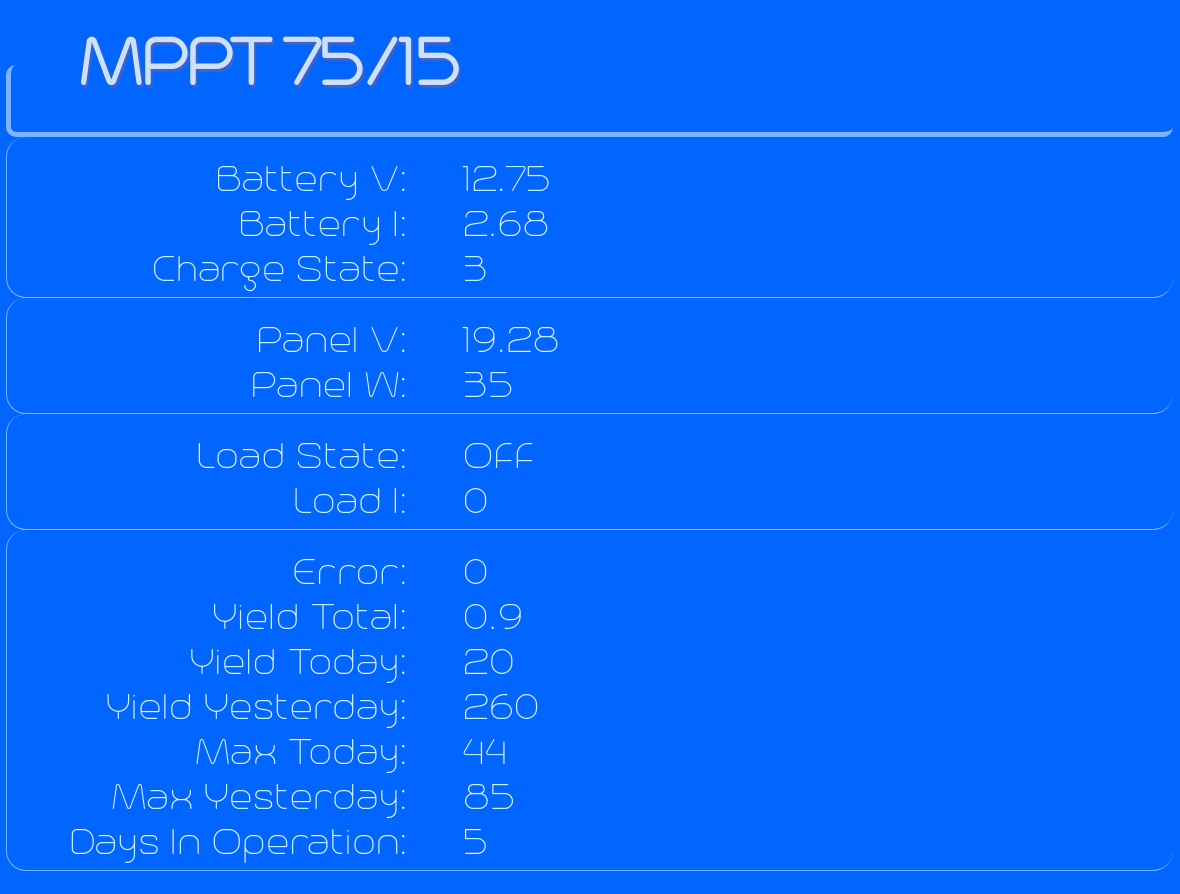 MPPT 75/15
Battery V: 12.75
Battery I: 2.68
Charge State: 3
Panel V: 19.28
Panel W: 35
Load State: Off
Load I: 0
Error: 0
Yield Total: 0.9
Yield Today: 20
Yield Yesterday: 260
Max Today: 44
Max Yesterday: 85
Days In Operation: 5